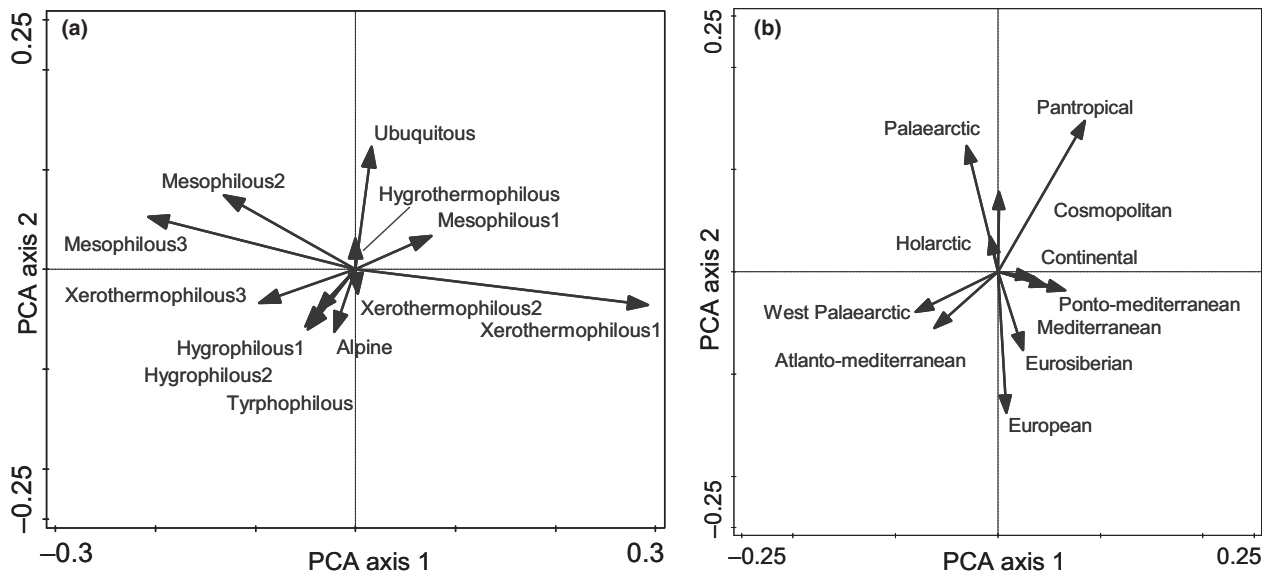 (a)
0.25
Ubuquitous
Mesophilous2
Hygrothermophilous
Mesophilous1
Mesophilous3
PCA axis 2
Xerothermophilous3
Xerothermophilous2
Xerothermophilous1
Hygrophilous1
Alpine
Hygrophilous2
Tyrphophilous
–0.25
–0.3
PCA axis 1
0.3
(b)
0.25
Pantropical
Palaearctic
Cosmopolitan
Holarctic
Continental
PCA axis 2
West Palaearctic
Ponto-mediterranean
Mediterranean
Atlanto-mediterranean
Eurosiberian
European
–0.25
–0.25
PCA axis 1
0.25